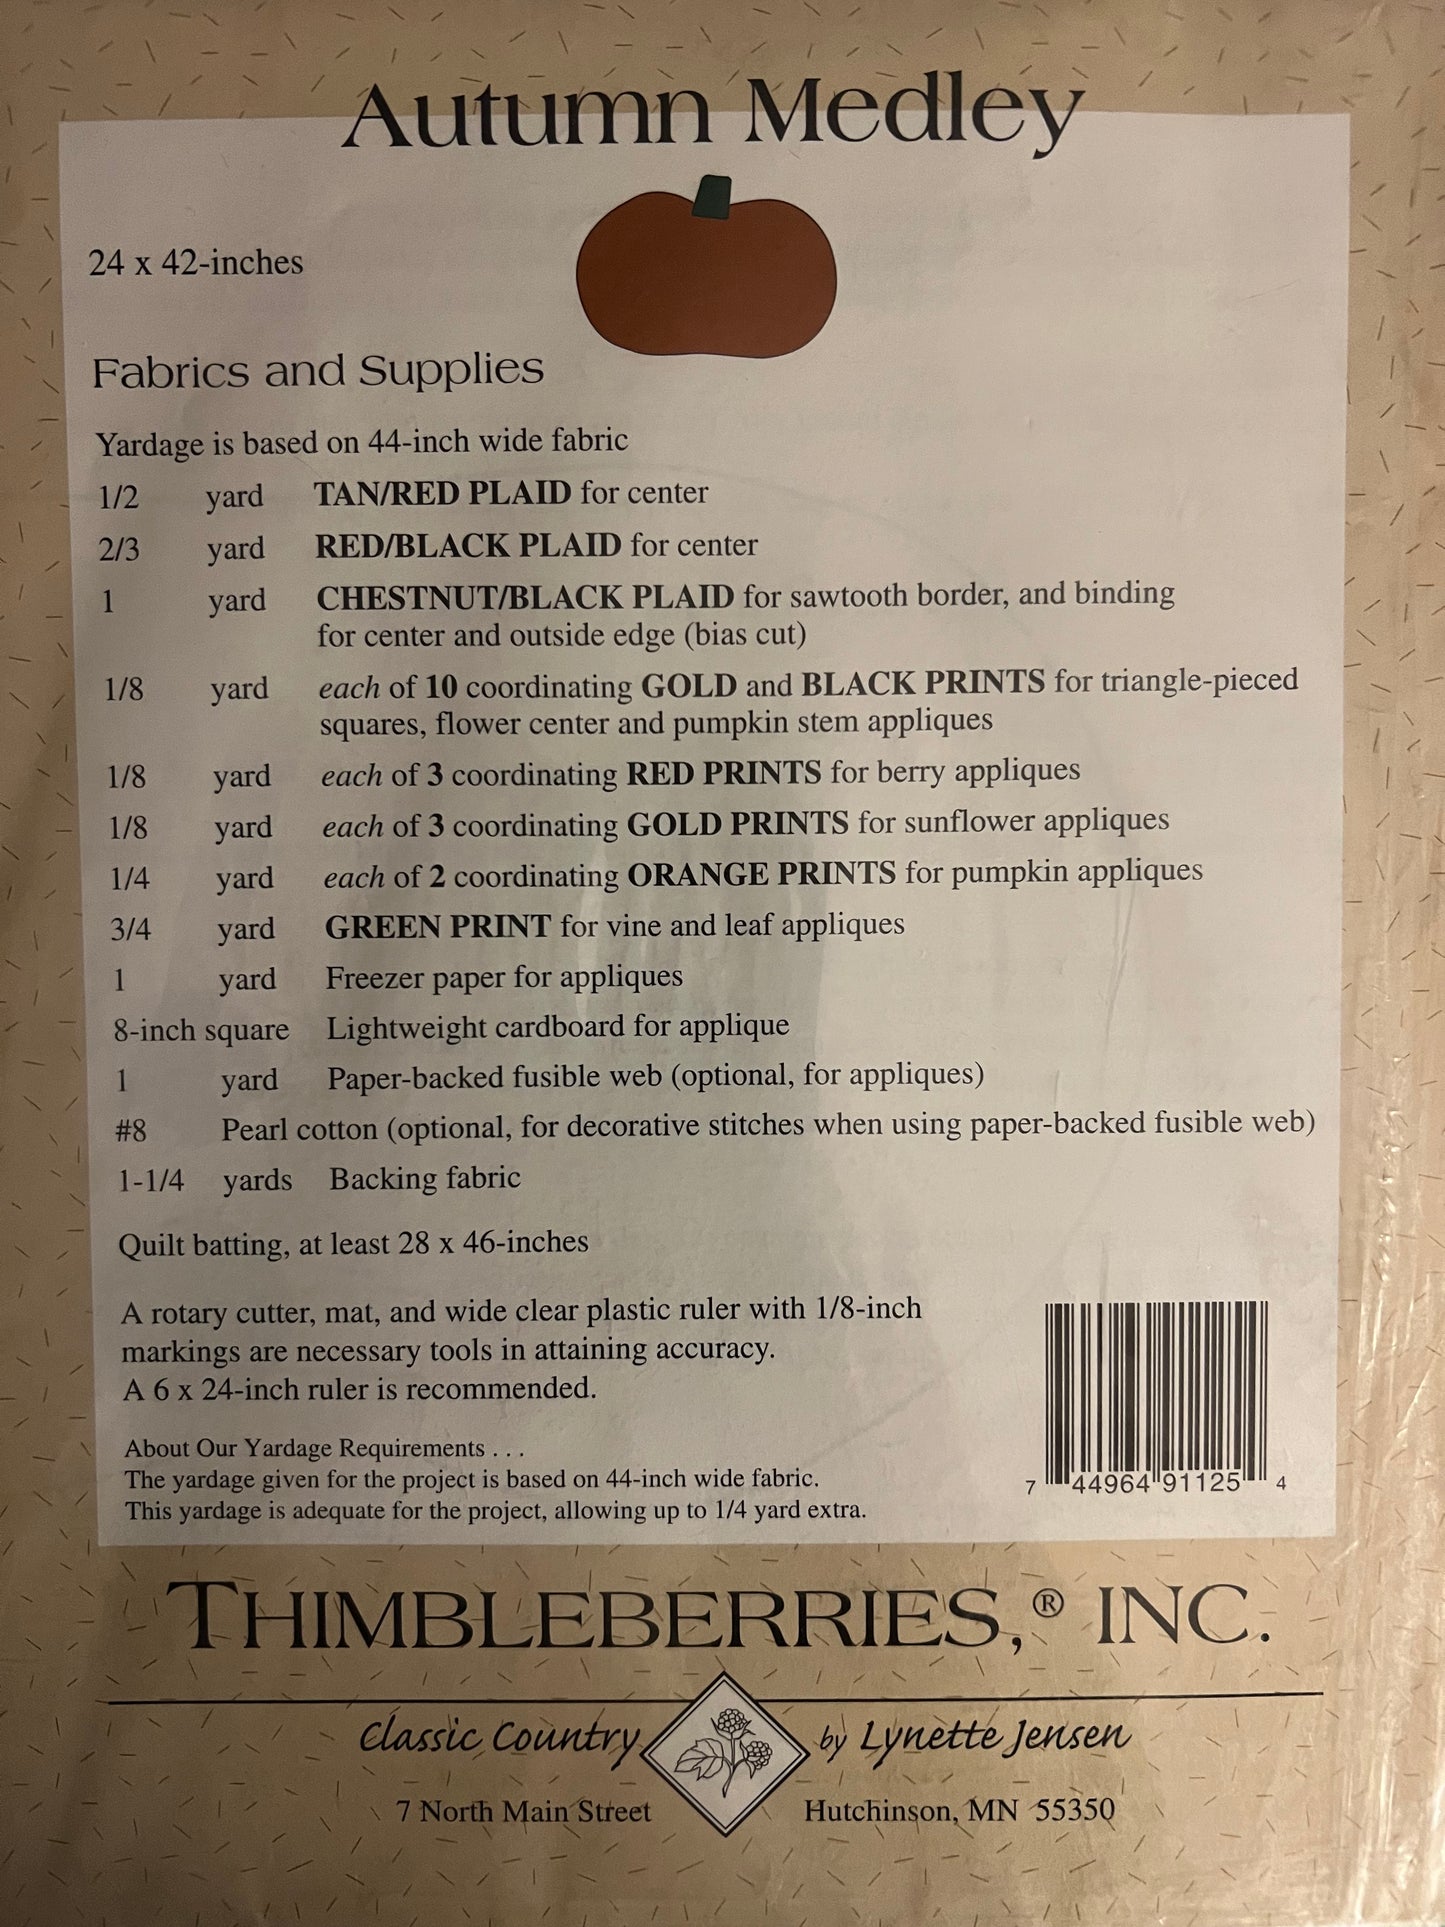 Autumn Medley
24 x 42-inches
Fabrics and Supplies
Yardage is based on 44-inch wide fabric
1/2 yard TAN/RED PLAID for center
2/3 yard RED/BLACK PLAID for center
1 yard CHESTNUT/BLACK PLAID for sawtooth border, and binding
for center and outside edge (bias cut)
1/8 yard each of 10 coordinating GOLD and BLACK PRINTS for triangle-pieced
squares, flower center and pumpkin stem appliques
1/8 yard each of 3 coordinating RED PRINTS for berry appliques
1/8 yard each of 3 coordinating GOLD PRINTS for sunflower appliques
1/4 yard each of 2 coordinating ORANGE PRINTS for pumpkin appliques
3/4 yard GREEN PRINT for vine and leaf appliques
1 yard Freezer paper for appliques
8-inch square Lightweight cardboard for applique
1 yard Paper-backed fusible web (optional, for appliques)
#8 Pearl cotton (optional, for decorative stitches when using paper-backed fusible web)
1-1/4 yards Backing fabric
Quilt batting, at least 28 x 46-inches
A rotary cutter, mat, and wide clear plastic ruler with 1/8-inch
markings are necessary tools in attaining accuracy.
A 6 x 24-inch ruler is recommended.
About Our Yardage Requirements . . .
The yardage given for the project is based on 44-inch wide fabric.
This yardage is adequate for the project, allowing up to 1/4 yard extra.
7 44964 91125 4
THIMBLEBERRIES,® INC.
Classic Country by Lynette Jensen
7 North Main Street Hutchinson, MN 55350